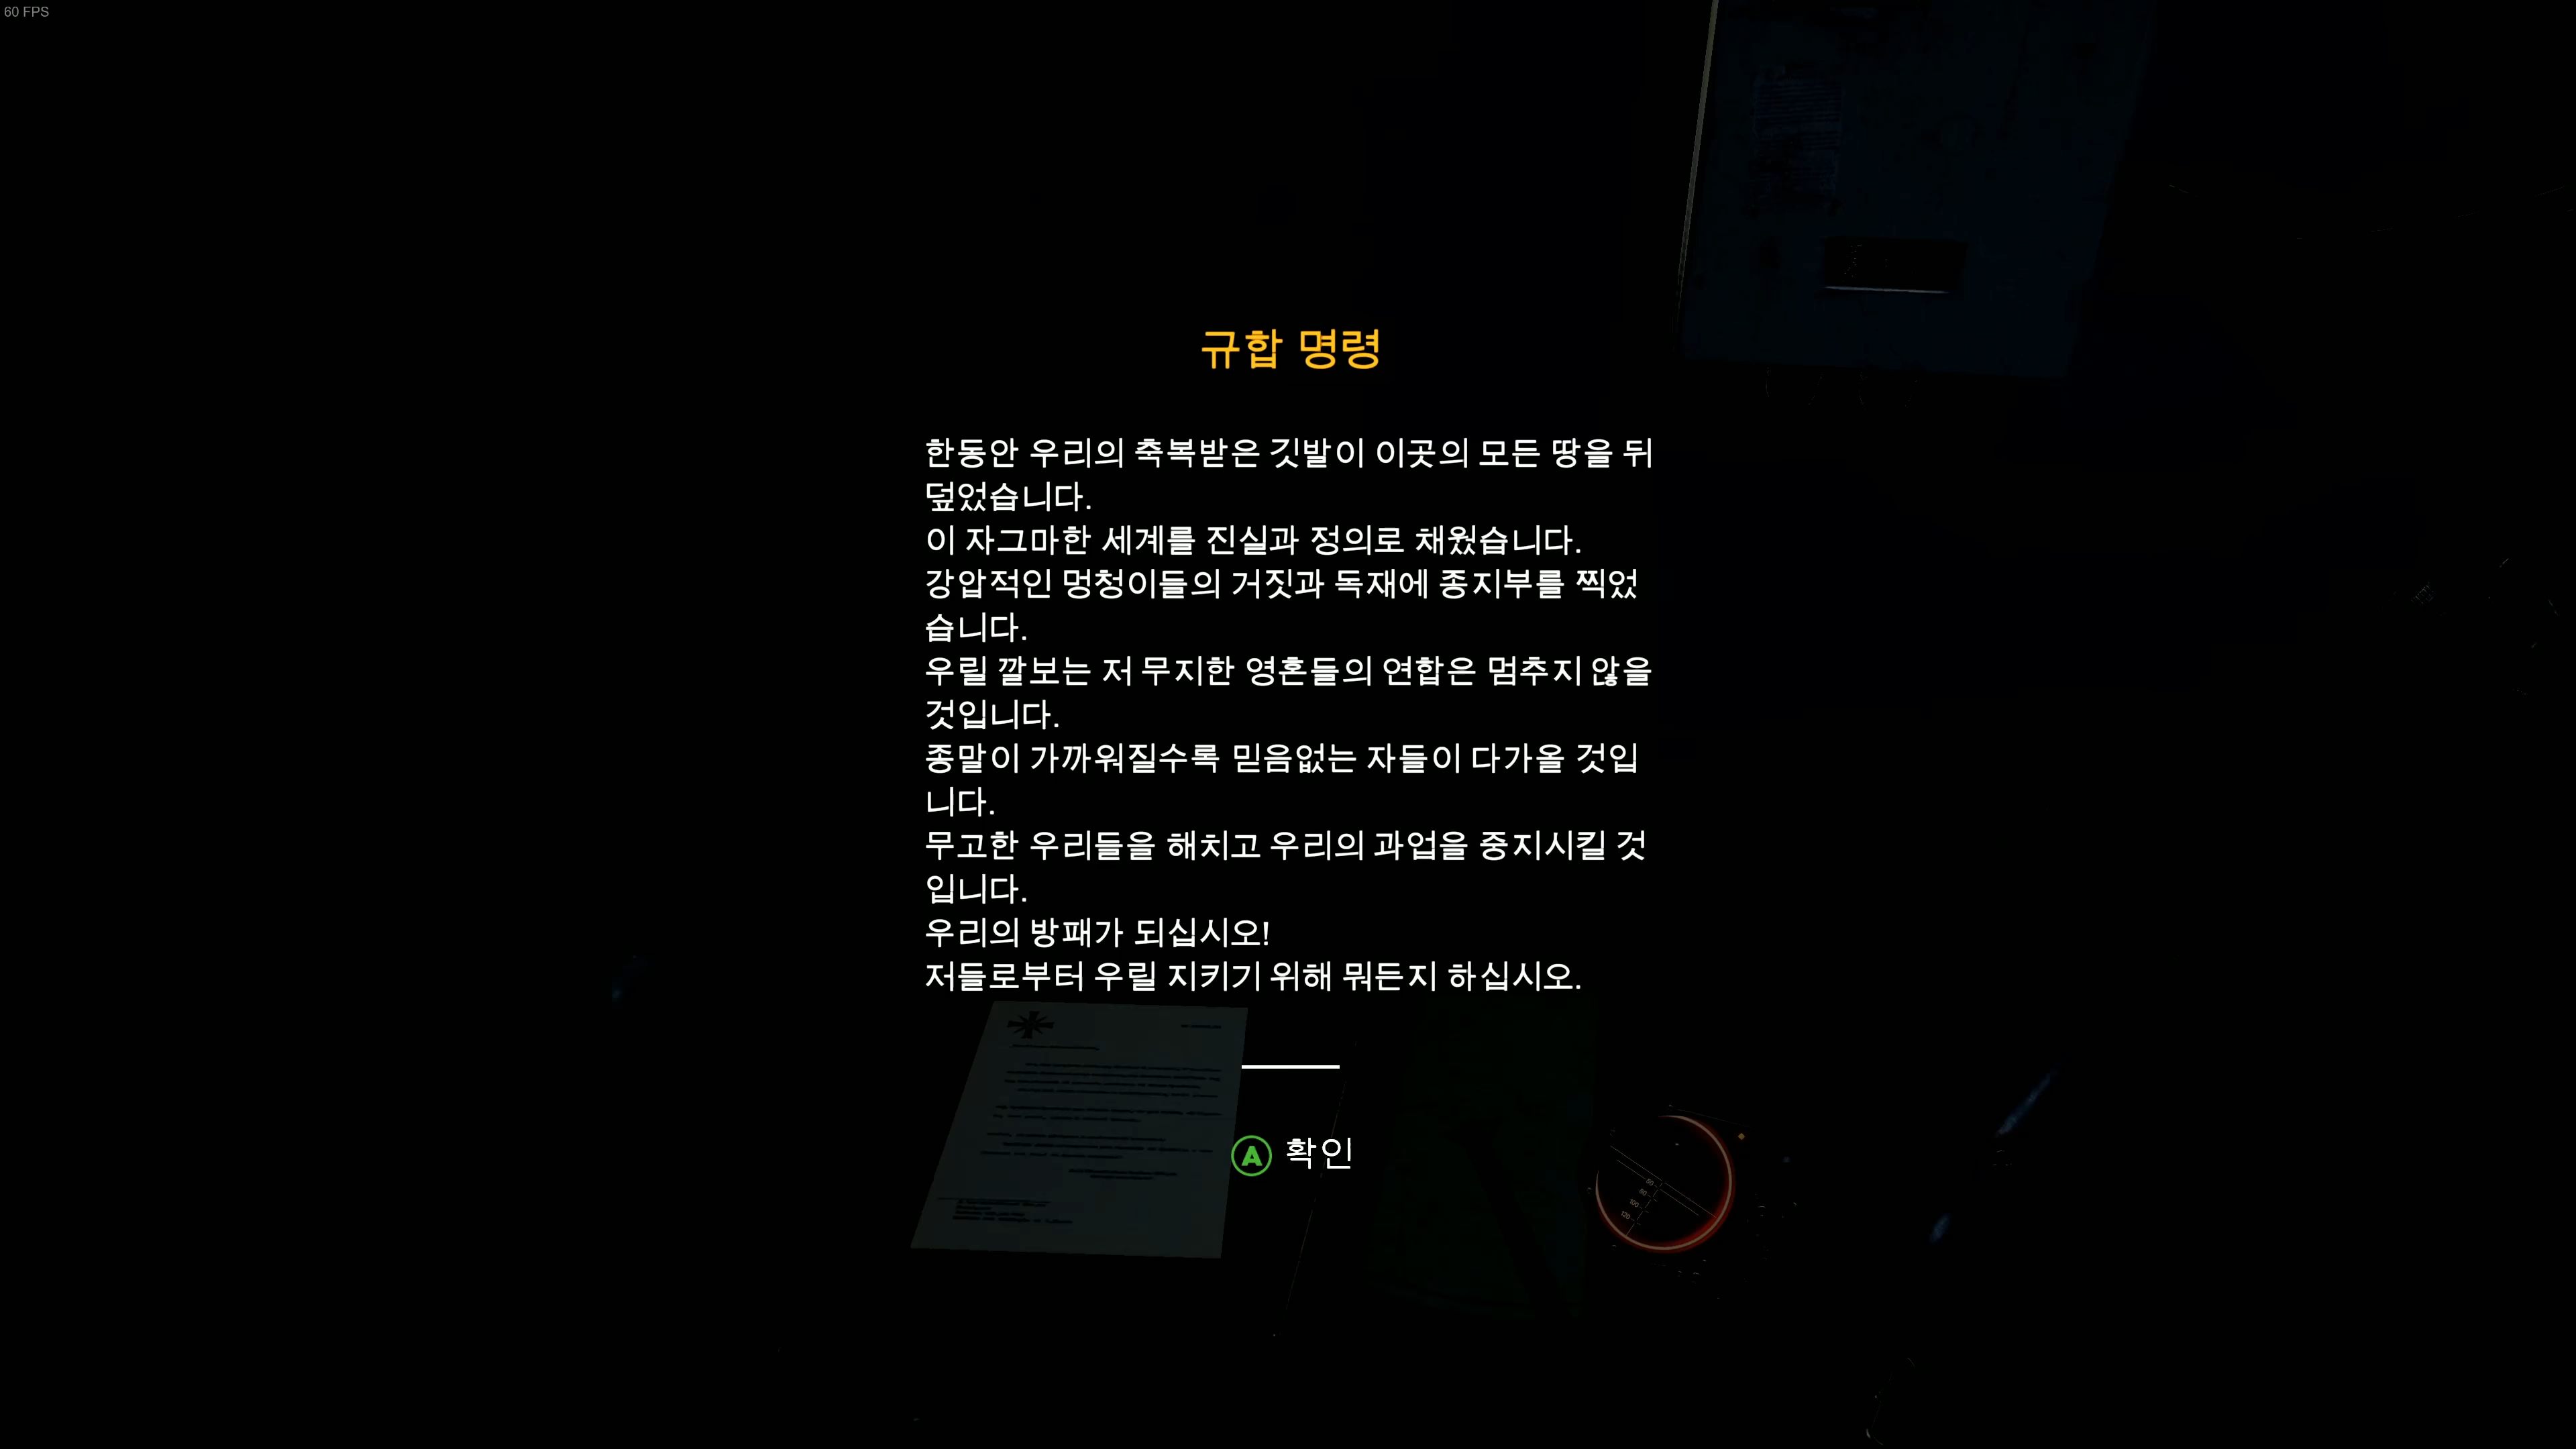 60 FPS
규합 명령
한동안 우리의 축복받은 깃발이 이곳의 모든 땅을 뒤
덮었습니다.
이 자그마한 세계를 진실과 정의로 채웠습니다.
강압적인 멍청이들의 거짓과 독재에 종지부를 찍었
습니다.
우릴 깔보는 저 무지한 영혼들의 연합은 멈추지 않을
것입니다.
종말이 가까워질수록 믿음없는 자들이 다가올 것입
니다.
무고한 우리들을 해치고 우리의 과업을 중지시킬 것
입니다.
우리의 방패가 되십시오!
저들로부터 우릴 지키기 위해 뭐든지 하십시오.
A 확인